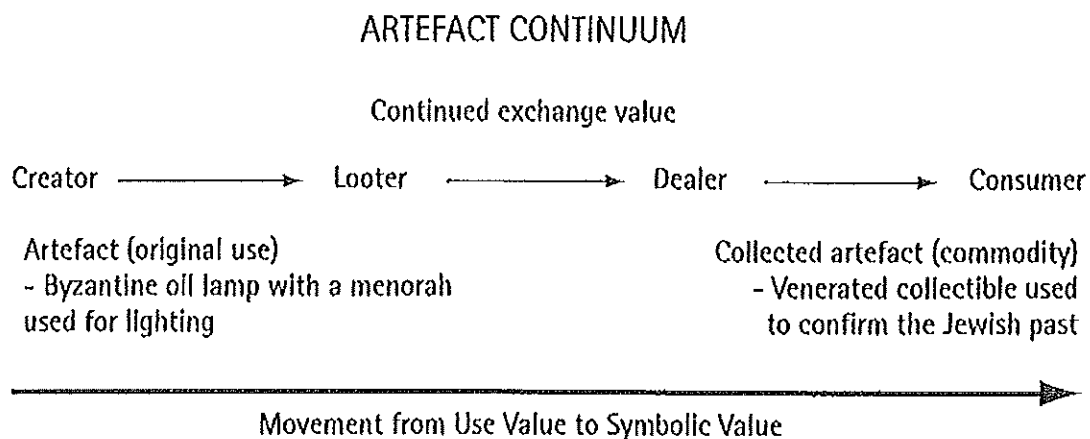 ARTEFACT CONTINUUM
Continued exchange value
Creator Looter Dealer Consumer
Artefact (original use)
- Byzantine oil lamp with a menorah
used for lighting
Collected artefact (commodity)
- Venerated collectible used
to confirm the Jewish past
Movement from Use Value to Symbolic Value